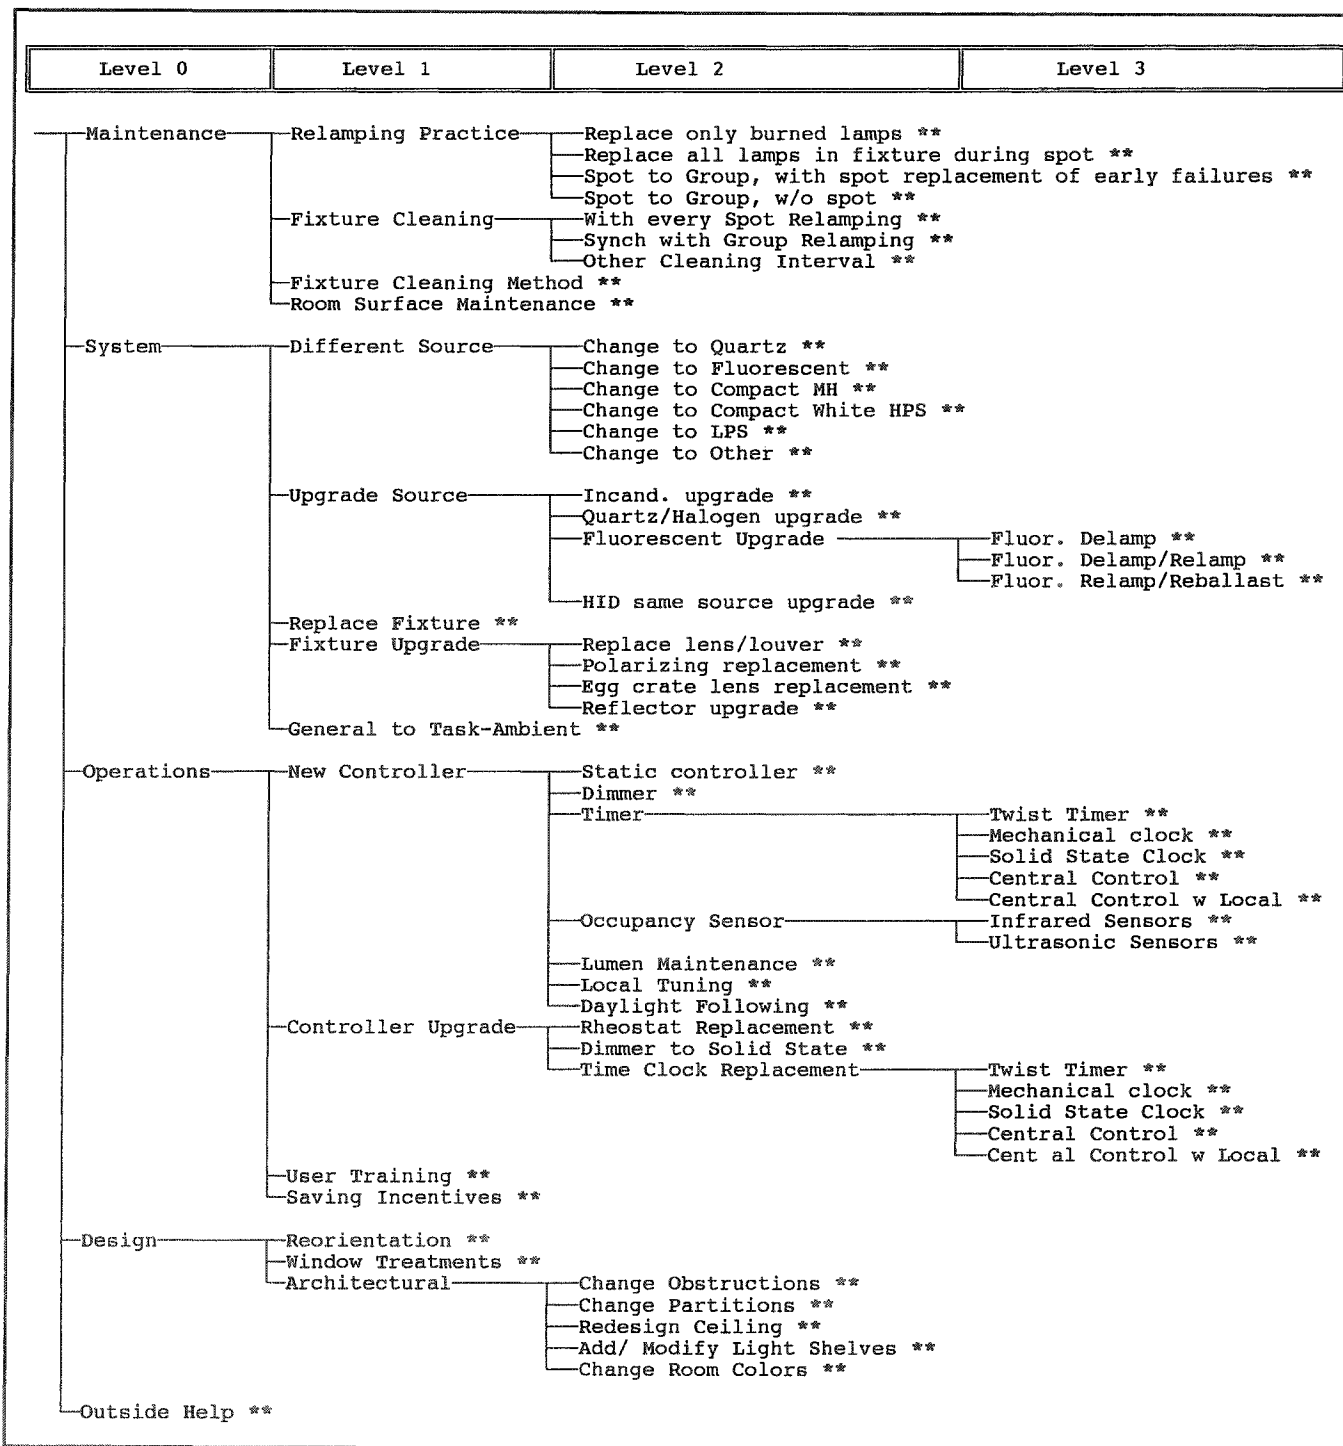 Level 0 Level 1 Level 2 Level 3
Maintenance Relamping Practice Replace only burned lamps **
Replace all lamps in fixture during spot **
Spot to Group, with spot replacement of early failures **
Spot to Group, w/o spot **
Fixture Cleaning With every Spot Relamping **
Synch with Group Relamping **
Other Cleaning Interval **
Fixture Cleaning Method **
Room Surface Maintenance **
System Different Source Change to Quartz **
Change to Fluorescent **
Change to Compact MH **
Change to Compact White HPS **
Change to LPS **
Change to Other **
Upgrade Source Incand. upgrade **
Quartz/Halogen upgrade **
Fluorescent Upgrade Fluor. Delamp **
Fluor. Delamp/Relamp **
Fluor. Relamp/Reballast **
HID same source upgrade **
Replace Fixture **
Fixture Upgrade Replace lens/louver **
Polarizing replacement **
Egg crate lens replacement **
Reflector upgrade **
General to Task-Ambient **
Operations New Controller Static controller **
Dimmer **
Timer Twist Timer **
Mechanical clock **
Solid State Clock **
Central Control **
Central Control w Local **
Occupancy Sensor Infrared Sensors **
Ultrasonic Sensors **
Lumen Maintenance **
Local Tuning **
Daylight Following **
Controller Upgrade Rheostat Replacement **
Dimmer to Solid State **
Time Clock Replacement Twist Timer **
Mechanical clock **
Solid State Clock **
Central Control **
Cent al Control w Local **
User Training **
Saving Incentives **
Design Reorientation **
Window Treatments **
Architectural Change Obstructions **
Change Partitions **
Redesign Ceiling **
Add/ Modify Light Shelves **
Change Room Colors **
Outside Help **